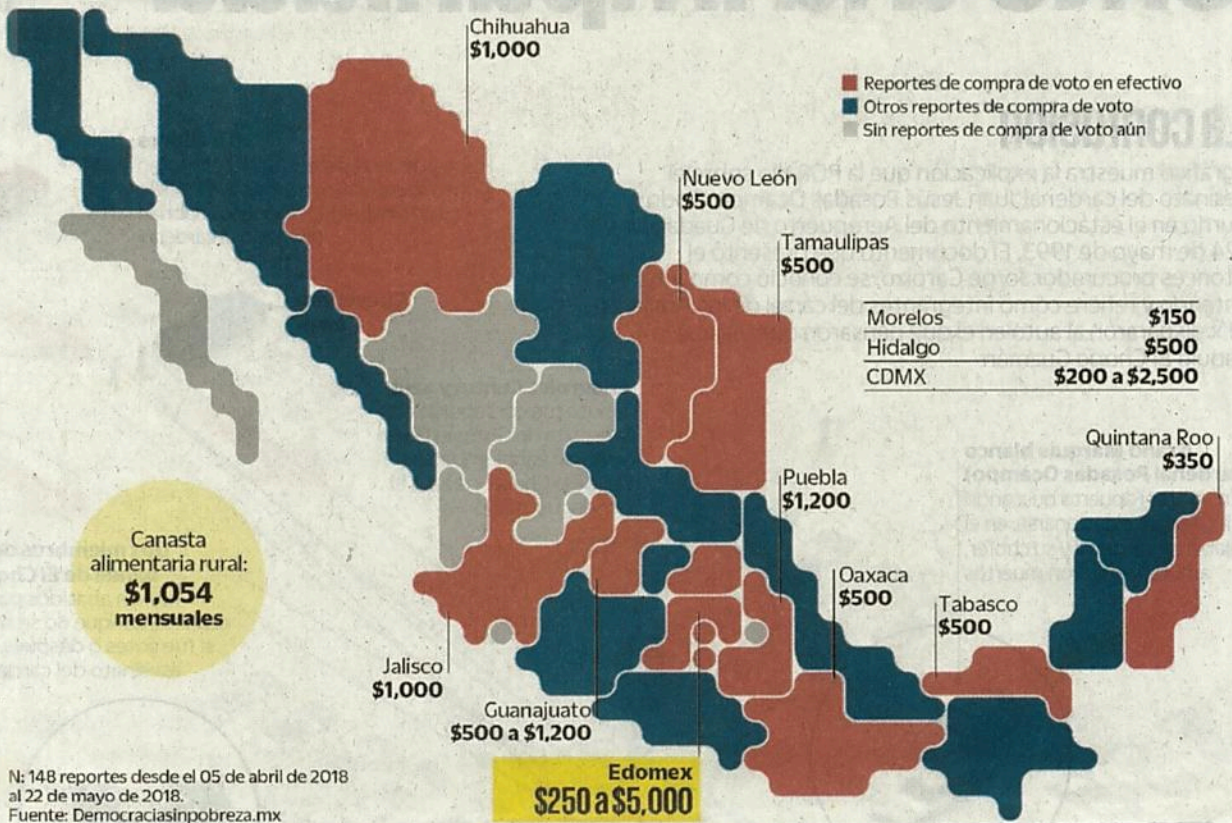 Chihuahua
$1,000
Reportes de compra de voto en efectivo
Otros reportes de compra de voto
Sin reportes de compra de voto aún
Nuevo León
$500
Tamaulipas
$500
Morelos $150
Hidalgo $500
CDMX $200 a $2,500
Quintana Roo
$350
Puebla
$1,200
Canasta
alimentaria rural:
$1,054
mensuales
Oaxaca
$500
Tabasco
$500
Jalisco
$1,000
Guanajuato
$500 a $1,200
Edomex
$250 a $5,000
N: 148 reportes desde el 05 de abril de 2018
al 22 de mayo de 2018.
Fuente: Democraciasinpobreza.mx